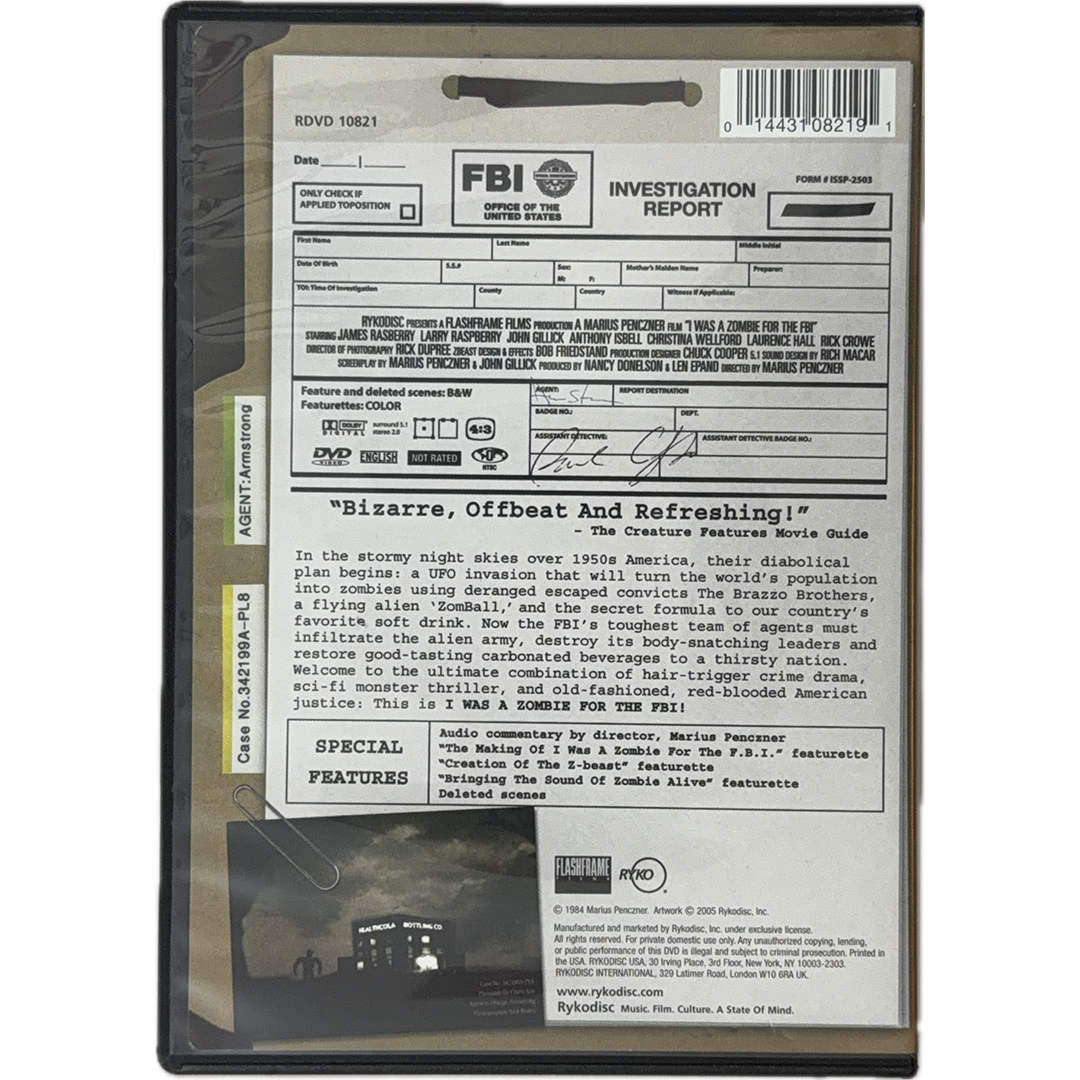 RDVD 10821
0 14431 08219 1
Date
FBI
OFFICE OF THE
UNITED STATES
INVESTIGATION
REPORT
FORM # ISSP-2503
ONLY CHECK IF
APPLIED TOPOSITION
First Name Last Name Middle Initial
Date Of Birth S.S.# Sex: M: F: Mother's Maiden Name Preparer:
TOI: Time Of Investigation County Country Witness If Applicable:
RYKODISC PRESENTS A FLASHFRAME FILMS PRODUCTION A MARIUS PENCZNER FILM "I WAS A ZOMBIE FOR THE FBI"
STARRING JAMES RASBERRY LARRY RASPBERRY JOHN GILLICK ANTHONY ISBELL CHRISTINA WELLFORD LAURENCE HALL RICK CROWE
DIRECTOR OF PHOTOGRAPHY RICK DUPREE ZBEAST DESIGN & EFFECTS BOB FRIEDSTAND PRODUCTION DESIGNER CHUCK COOPER 5.1 SOUND DESIGN BY RICH MACAR
SCREENPLAY BY MARIUS PENCZNER & JOHN GILLICK PRODUCED BY NANCY DONELSON & LEN EPAND DIRECTED BY MARIUS PENCZNER
Feature and deleted scenes: B&W
Featurettes: COLOR
DOLBY
DIGITAL
surround 5.1
stereo 2.0
4:3
DVD
VIDEO
ENGLISH
NOT RATED
NTSC
AGENT: REPORT DESTINATION
BADGE NO.: DEPT.
ASSISTANT DETECTIVE: ASSISTANT DETECTIVE BADGE NO.:
AGENT:Armstrong
Case No.342199A-PL8
"Bizarre, Offbeat And Refreshing!"
- The Creature Features Movie Guide
In the stormy night skies over 1950s America, their diabolical
plan begins: a UFO invasion that will turn the world's population
into zombies using deranged escaped convicts The Brazzo Brothers,
a flying alien 'ZomBall,' and the secret formula to our country's
favorite soft drink. Now the FBI's toughest team of agents must
infiltrate the alien army, destroy its body-snatching leaders and
restore good-tasting carbonated beverages to a thirsty nation.
Welcome to the ultimate combination of hair-trigger crime drama,
sci-fi monster thriller, and old-fashioned, red-blooded American
justice: This is I WAS A ZOMBIE FOR THE FBI!
SPECIAL
FEATURES
Audio commentary by director, Marius Penczner
"The Making Of I Was A Zombie For The F.B.I." featurette
"Creation Of The Z-beast" featurette
"Bringing The Sound Of Zombie Alive" featurette
Deleted scenes
HEALTHCOLA BOTTLING CO
FLASHFRAME
FILMS
RYKO
© 1984 Marius Penczner. Artwork © 2005 Rykodisc, Inc.
Manufactured and marketed by Rykodisc, Inc. under exclusive license.
All rights reserved. For private domestic use only. Any unauthorized copying, lending,
or public performance of this DVD is illegal and subject to criminal prosecution. Printed in
the USA. RYKODISC USA, 30 Irving Place, 3rd Floor, New York, NY 10003-2303.
RYKODISC INTERNATIONAL, 329 Latimer Road, London W10 6RA UK.
www.rykodisc.com
Rykodisc Music. Film. Culture. A State Of Mind.